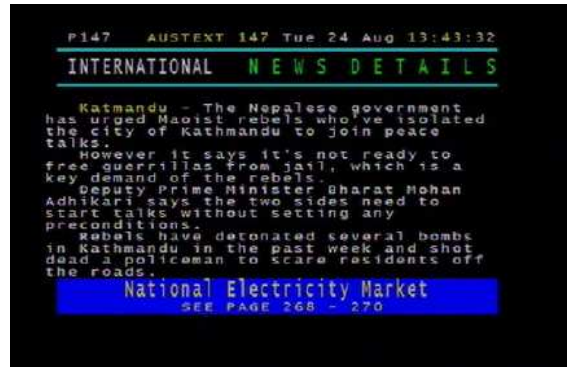 P147 AUSTEXT 147 Tue 24 Aug 13:43:32
INTERNATIONAL NEWS DETAILS
Katmandu - The Nepalese government
has urged Maoist rebels who've isolated
the city of Kathmandu to join peace
talks.
However it says it's not ready to
free guerrillas from jail, which is a
key demand of the rebels.
Deputy Prime Minister Bharat Mohan
Adhikari says the two sides need to
start talks without setting any
preconditions.
Rebels have detonated several bombs
in Kathmandu in the past week and shot
dead a policeman to scare residents off
the roads.
National Electricity Market
SEE PAGE 268 - 270